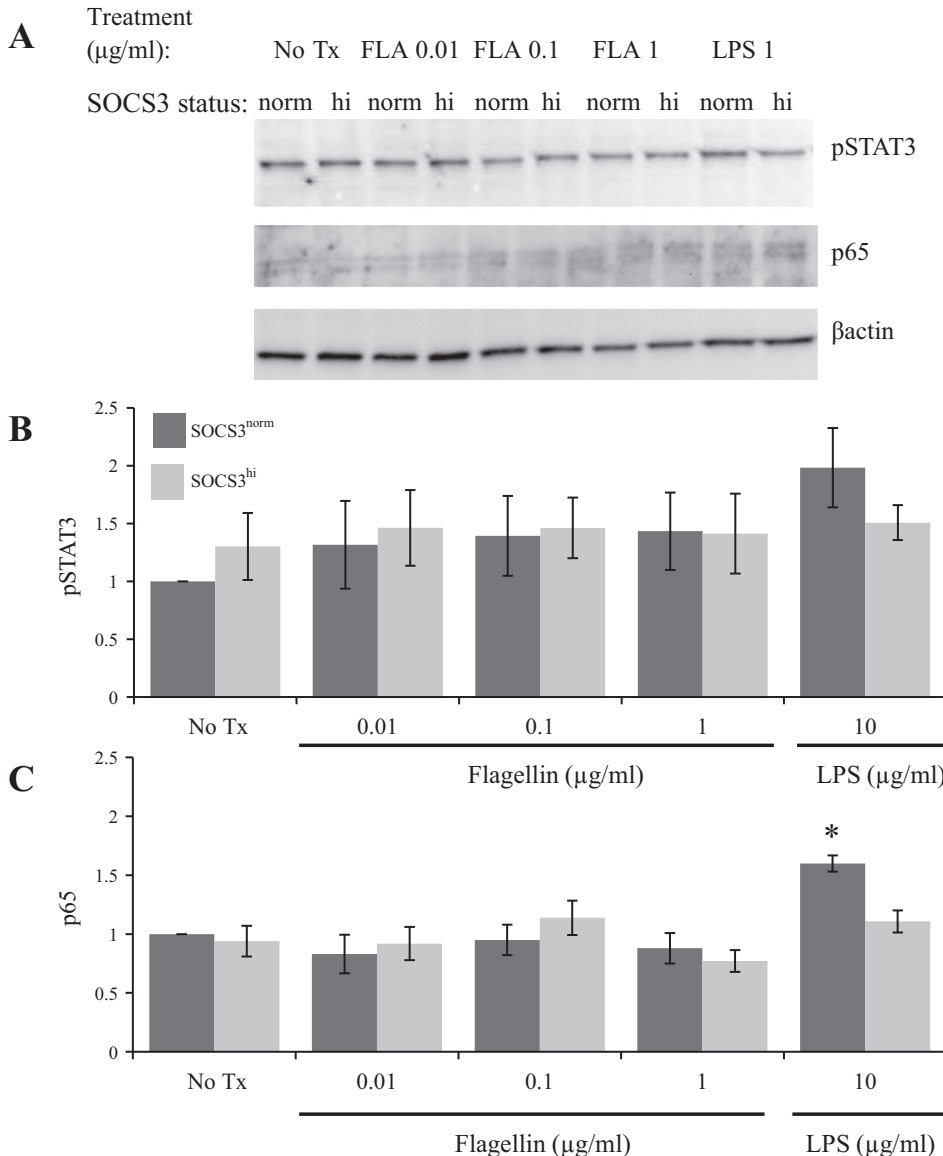 A
Treatment
(µg/ml):
No Tx FLA 0.01 FLA 0.1 FLA 1 LPS 1
SOCS3 status: norm hi norm hi norm hi norm hi norm hi
pSTAT3
p65
βactin
B
2.5
2
1.5
1
0.5
0
pSTAT3
SOCS3norm
SOCS3hi
No Tx 0.01 0.1 1 10
Flagellin (µg/ml) LPS (µg/ml)
C
2.5
2
1.5
1
0.5
0
p65
*
No Tx 0.01 0.1 1 10
Flagellin (µg/ml) LPS (µg/ml)